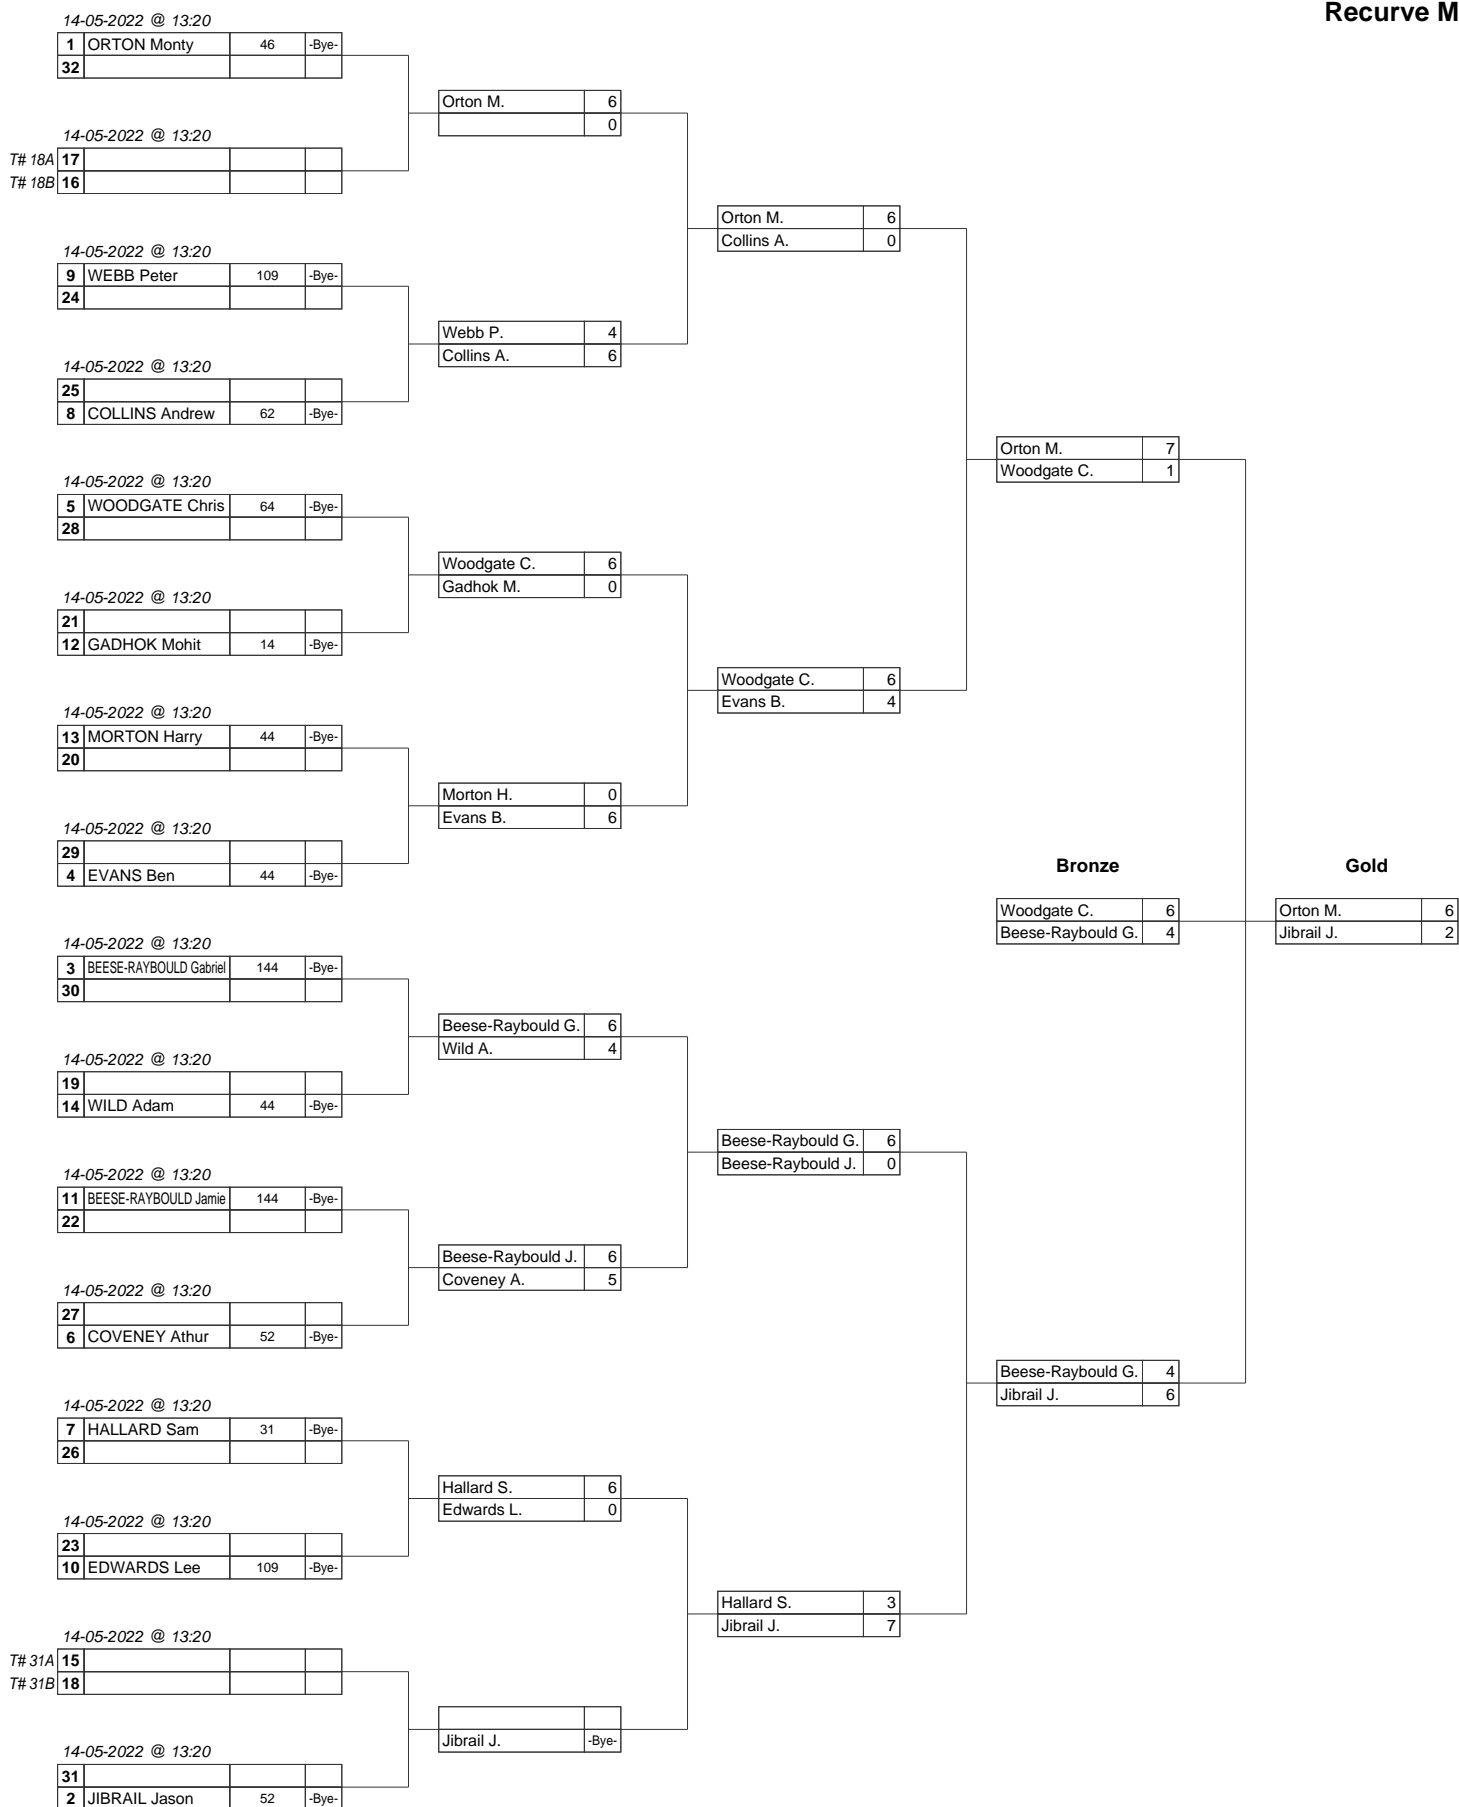 Recurve M
14-05-2022 @ 13:20
1 ORTON Monty 46 -Bye-
32
14-05-2022 @ 13:20
T# 18A 17
T# 18B 16
14-05-2022 @ 13:20
9 WEBB Peter 109 -Bye-
24
14-05-2022 @ 13:20
25
8 COLLINS Andrew 62 -Bye-
14-05-2022 @ 13:20
5 WOODGATE Chris 64 -Bye-
28
14-05-2022 @ 13:20
21
12 GADHOK Mohit 14 -Bye-
14-05-2022 @ 13:20
13 MORTON Harry 44 -Bye-
20
14-05-2022 @ 13:20
29
4 EVANS Ben 44 -Bye-
14-05-2022 @ 13:20
3 BEESE-RAYBOULD Gabriel 144 -Bye-
30
14-05-2022 @ 13:20
19
14 WILD Adam 44 -Bye-
14-05-2022 @ 13:20
11 BEESE-RAYBOULD Jamie 144 -Bye-
22
14-05-2022 @ 13:20
27
6 COVENEY Athur 52 -Bye-
14-05-2022 @ 13:20
7 HALLARD Sam 31 -Bye-
26
14-05-2022 @ 13:20
23
10 EDWARDS Lee 109 -Bye-
14-05-2022 @ 13:20
T# 31A 15
T# 31B 18
14-05-2022 @ 13:20
31
2 JIBRAIL Jason 52 -Bye-
Orton M. 6
0
Webb P. 4
Collins A. 6
Woodgate C. 6
Gadhok M. 0
Morton H. 0
Evans B. 6
Beese-Raybould G. 6
Wild A. 4
Beese-Raybould J. 6
Coveney A. 5
Hallard S. 6
Edwards L. 0
Jibrail J. -Bye-
Orton M. 6
Collins A. 0
Woodgate C. 6
Evans B. 4
Beese-Raybould G. 6
Beese-Raybould J. 0
Hallard S. 3
Jibrail J. 7
Orton M. 7
Woodgate C. 1
Beese-Raybould G. 4
Jibrail J. 6
Bronze
Woodgate C. 6
Beese-Raybould G. 4
Gold
Orton M. 6
Jibrail J. 2